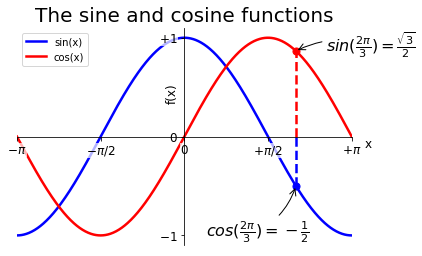 The sine and cosine functions
sin(x)
cos(x)
+1
f(x)
sin(2π/3) = √3/2
0
x
−π
−π/2
0
+π/2
+π
cos(2π/3) = −1/2
−1